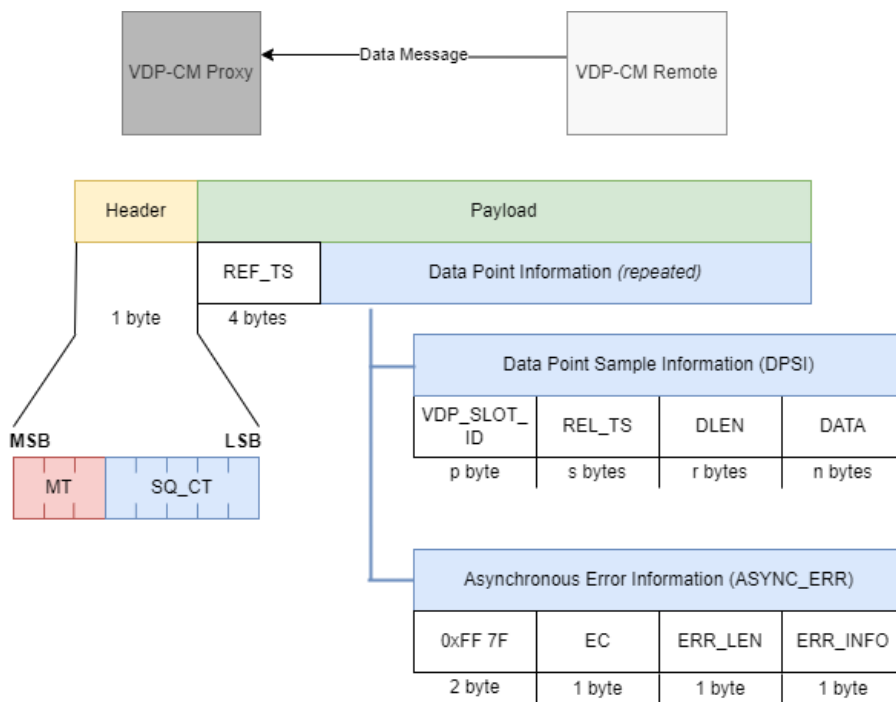 VDP-CM Proxy
Data Message
VDP-CM Remote
Header
Payload
REF_TS
Data Point Information (repeated)
1 byte
4 bytes
Data Point Sample Information (DPSI)
VDP_SLOT_
ID
REL_TS
DLEN
DATA
p byte
s bytes
r bytes
n bytes
MSB
LSB
MT
SQ_CT
Asynchronous Error Information (ASYNC_ERR)
0xFF 7F
EC
ERR_LEN
ERR_INFO
2 byte
1 byte
1 byte
1 byte